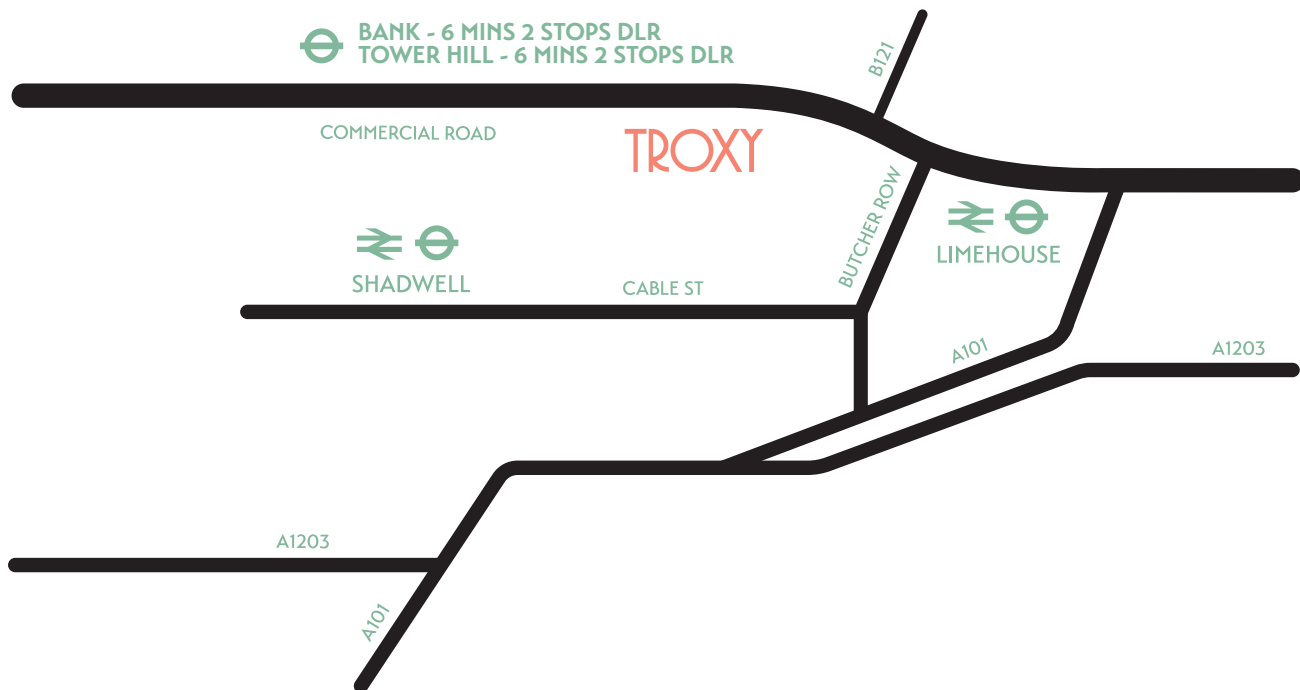 BANK - 6 MINS 2 STOPS DLR
TOWER HILL - 6 MINS 2 STOPS DLR
B121
COMMERCIAL ROAD
TROXY
BUTCHER ROW
LIMEHOUSE
SHADWELL
CABLE ST
A101
A1203
A1203
A101